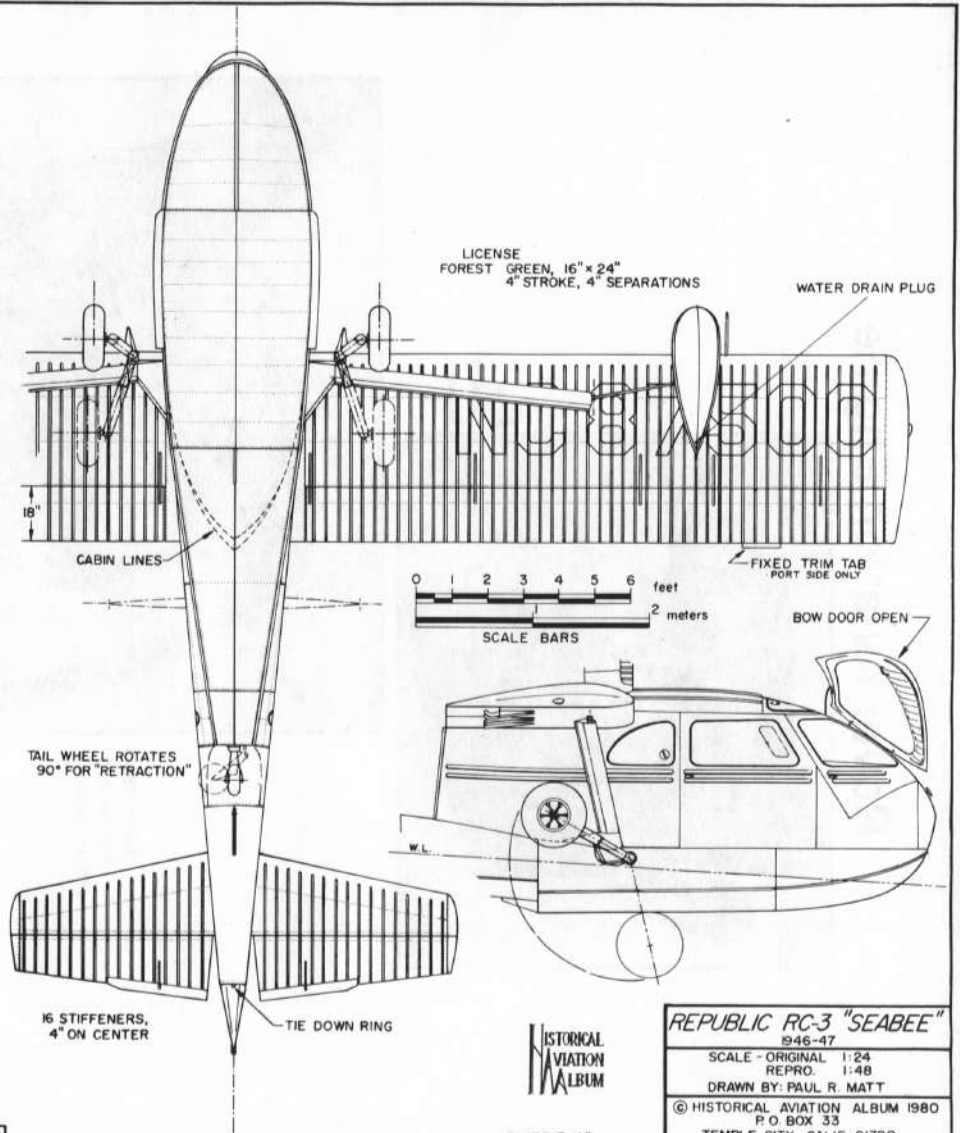 LICENSE
FOREST GREEN, 16" x 24"
4" STROKE, 4" SEPARATIONS
WATER DRAIN PLUG
18"
CABIN LINES
FIXED TRIM TAB
PORT SIDE ONLY
0 1 2 3 4 5 6 feet
1 2 meters
SCALE BARS
BOW DOOR OPEN
TAIL WHEEL ROTATES
90° FOR "RETRACTION"
W.L.
16 STIFFENERS,
4" ON CENTER
TIE DOWN RING
HISTORICAL
AVIATION
ALBUM
REPUBLIC RC-3 "SEABEE"
1946-47
SCALE - ORIGINAL 1:24
REPRO. 1:48
DRAWN BY: PAUL R. MATT
© HISTORICAL AVIATION ALBUM 1980
P. O. BOX 33
TEMPLE CITY, CALIF.